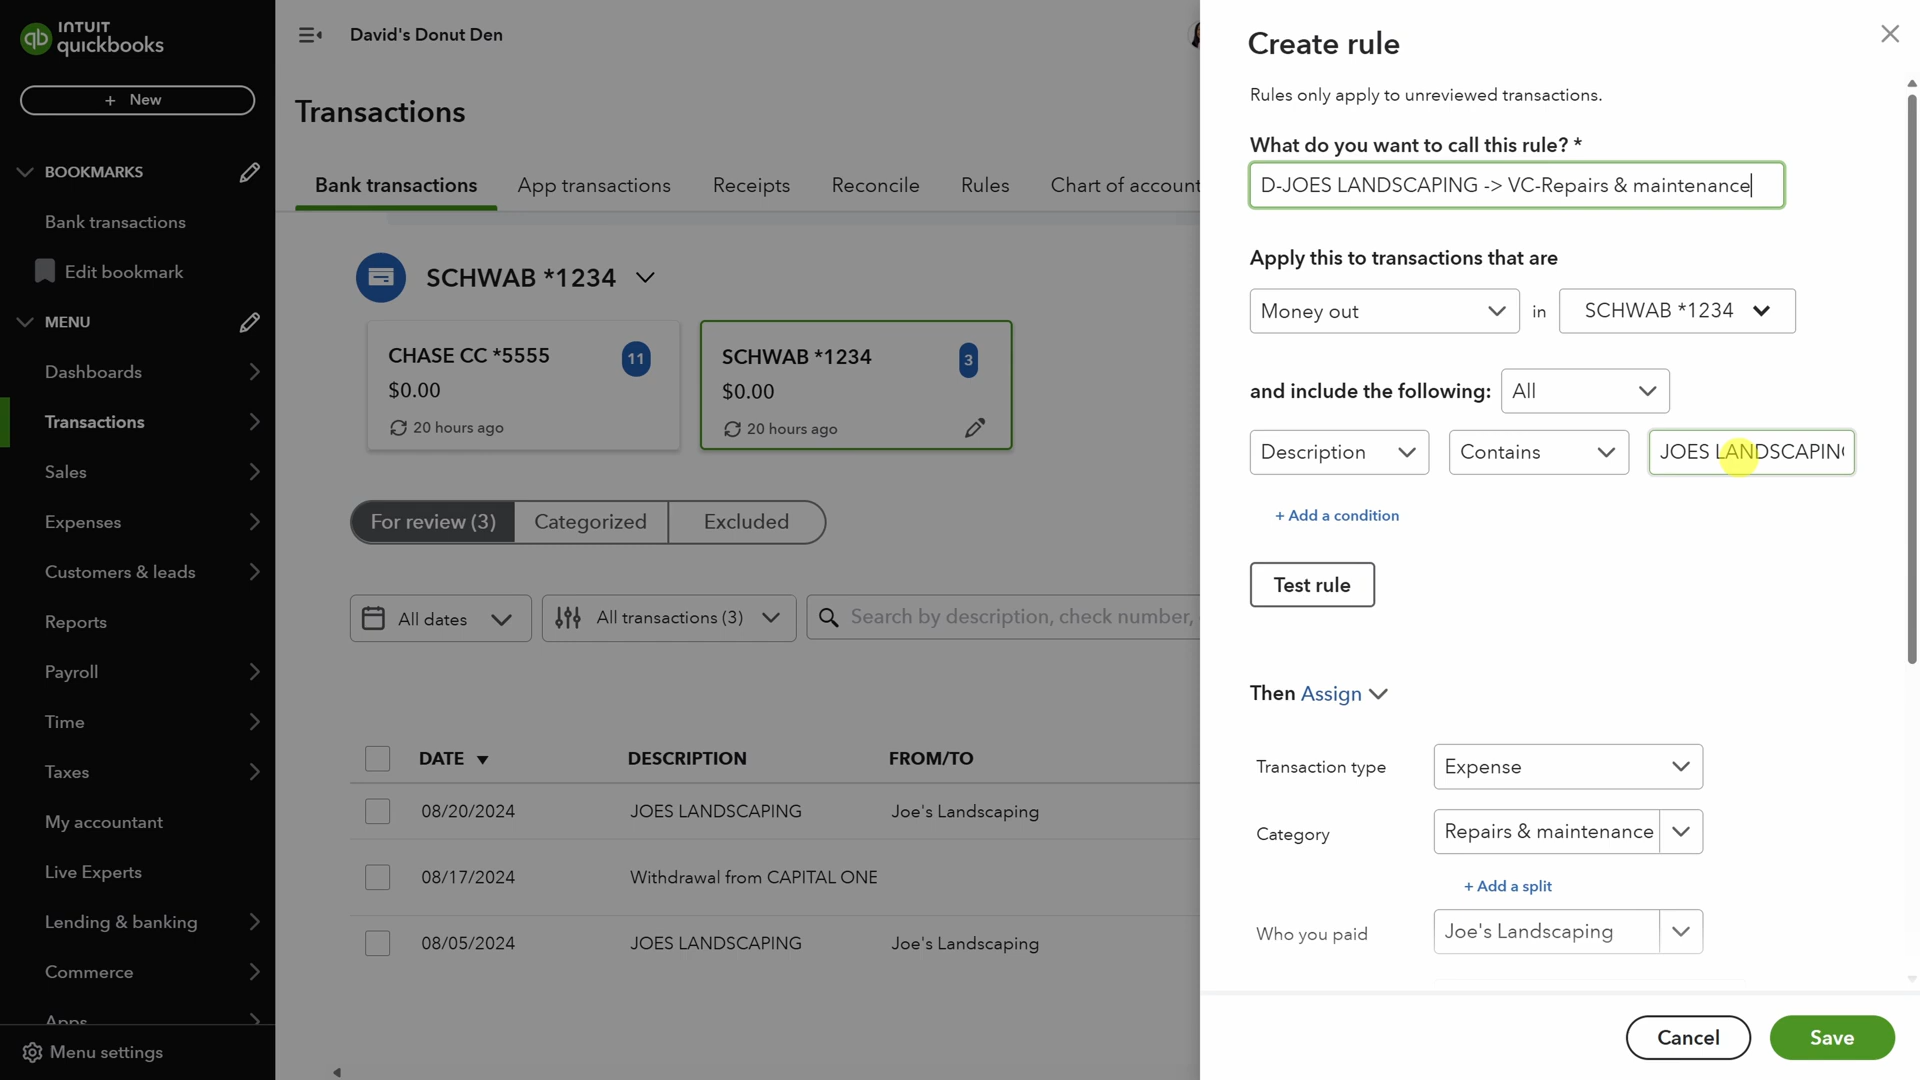 INTUIT
quickbooks
+ New
BOOKMARKS
Bank transactions
Edit bookmark
MENU
Dashboards
Transactions
Sales
Expenses
Customers & leads
Reports
Payroll
Time
Taxes
My accountant
Live Experts
Lending & banking
Commerce
Apps
Menu settings
David's Donut Den
Transactions
Bank transactions
App transactions
Receipts
Reconcile
Rules
Chart of account
SCHWAB *1234
CHASE CC *5555
11
$0.00
20 hours ago
SCHWAB *1234
3
$0.00
20 hours ago
For review (3)
Categorized
Excluded
All dates
All transactions (3)
Search by description, check number,
DATE
DESCRIPTION
FROM/TO
08/20/2024 JOES LANDSCAPING Joe's Landscaping
08/17/2024 Withdrawal from CAPITAL ONE
08/05/2024 JOES LANDSCAPING Joe's Landscaping
Create rule
Rules only apply to unreviewed transactions.
What do you want to call this rule? *
D-JOES LANDSCAPING -> VC-Repairs & maintenance
Apply this to transactions that are
Money out
in
SCHWAB *1234
and include the following:
All
Description
Contains
JOES LANDSCAPING
+ Add a condition
Test rule
Then Assign
Transaction type
Expense
Category
Repairs & maintenance
+ Add a split
Who you paid
Joe's Landscaping
Cancel
Save